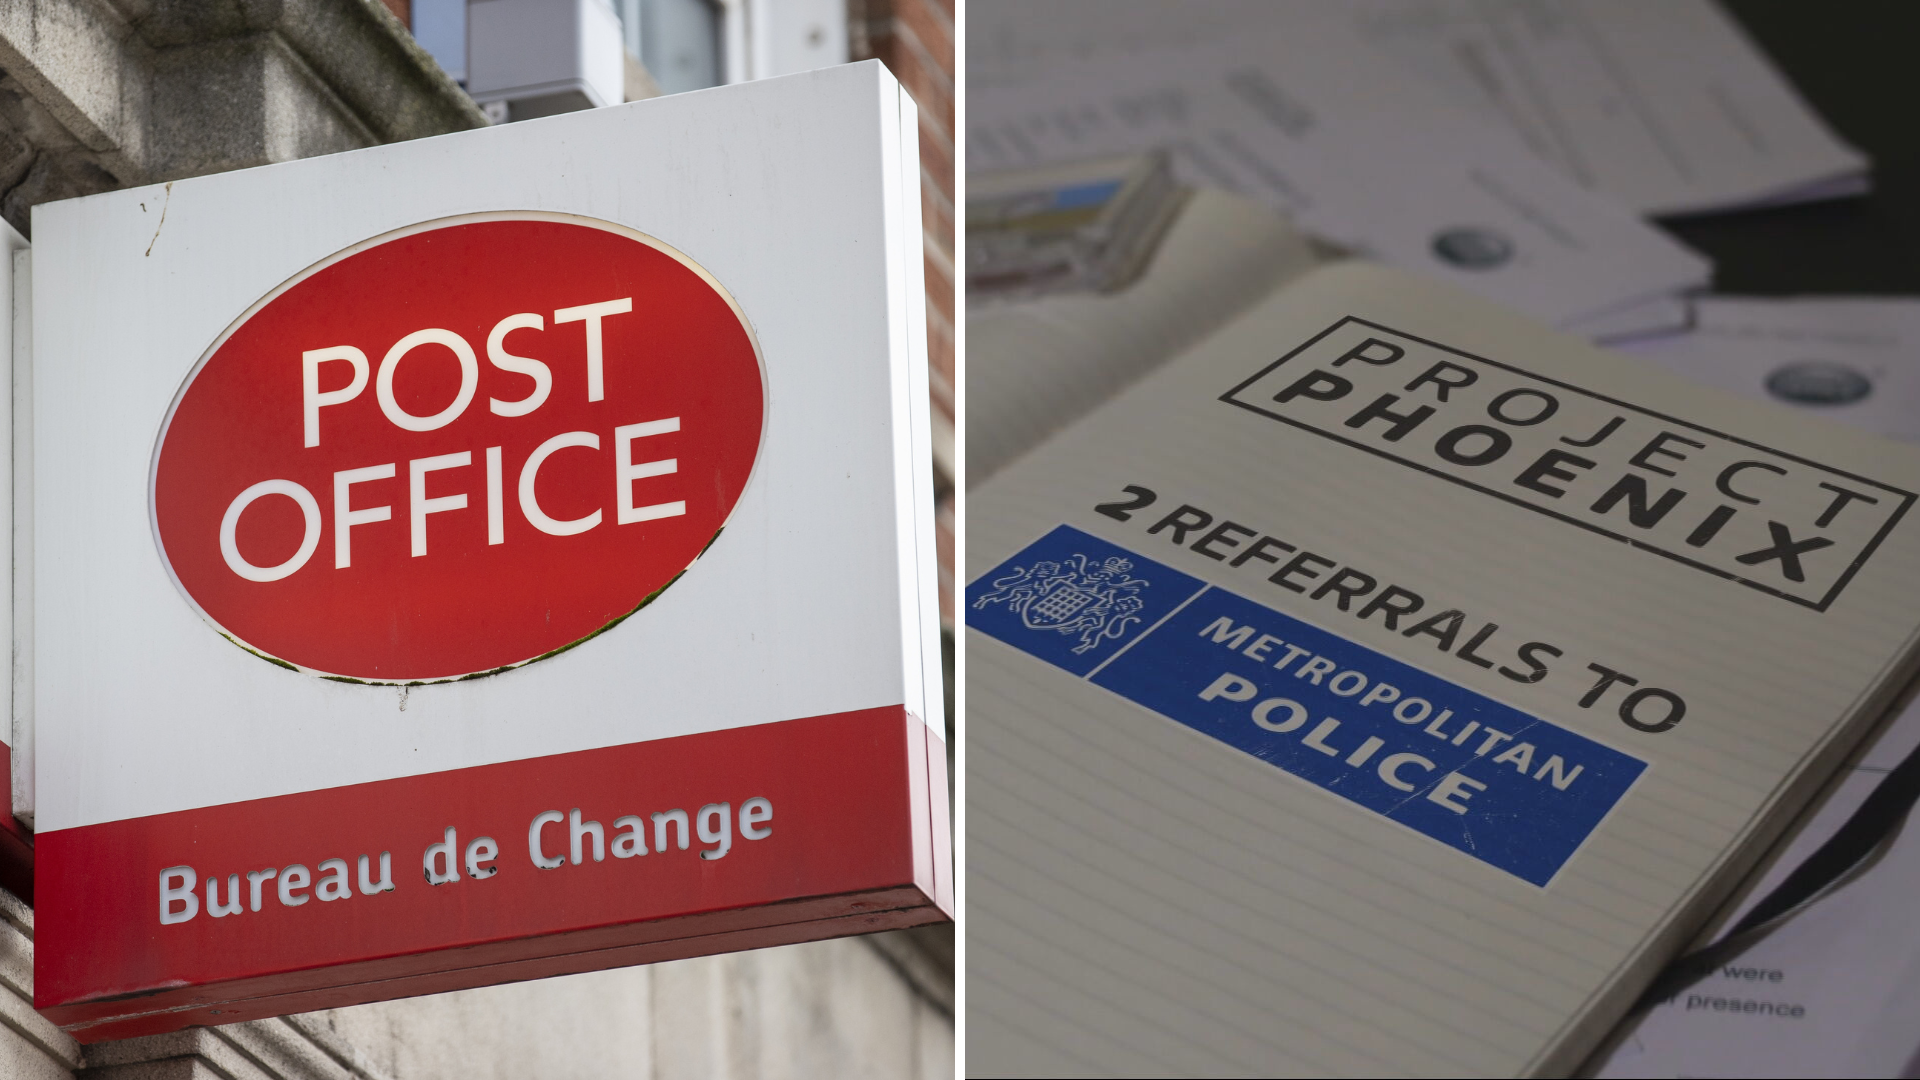 POST
OFFICE
Bureau de Change
PROJECT
PHOENIX
2 REFERRALS TO
METROPOLITAN
POLICE
were
presence